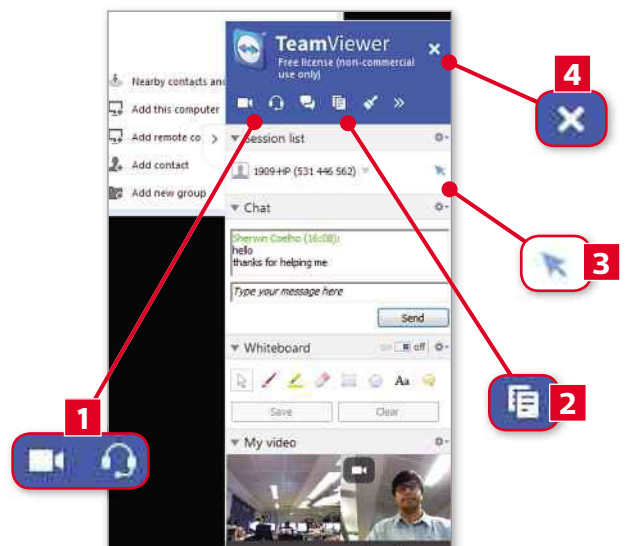 TeamViewer
Free license (non-commercial
use only)
4
Nearby contacts an
Add this computer
Add remote co
Add contact
Add new group
Session list
1909-HP (531 446 562)
3
Chat
Sherwin Coelho (16:08):
hello
thanks for helping me
Type your message here
Send
Whiteboard
on off
Aa
2
1
Save Clear
My video